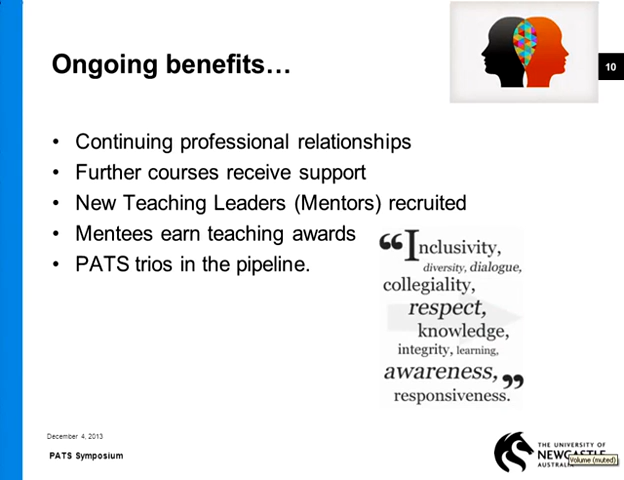 Ongoing benefits…
10
• Continuing professional relationships
• Further courses receive support
• New Teaching Leaders (Mentors) recruited
• Mentees earn teaching awards
• PATS trios in the pipeline.
“Inclusivity,
diversity, dialogue,
collegiality,
respect,
knowledge,
integrity, learning,
awareness,”
responsiveness.
December 4, 2013
PATS Symposium
THE UNIVERSITY OF
NEWCASTLE
AUSTRALIA
Volume (muted)